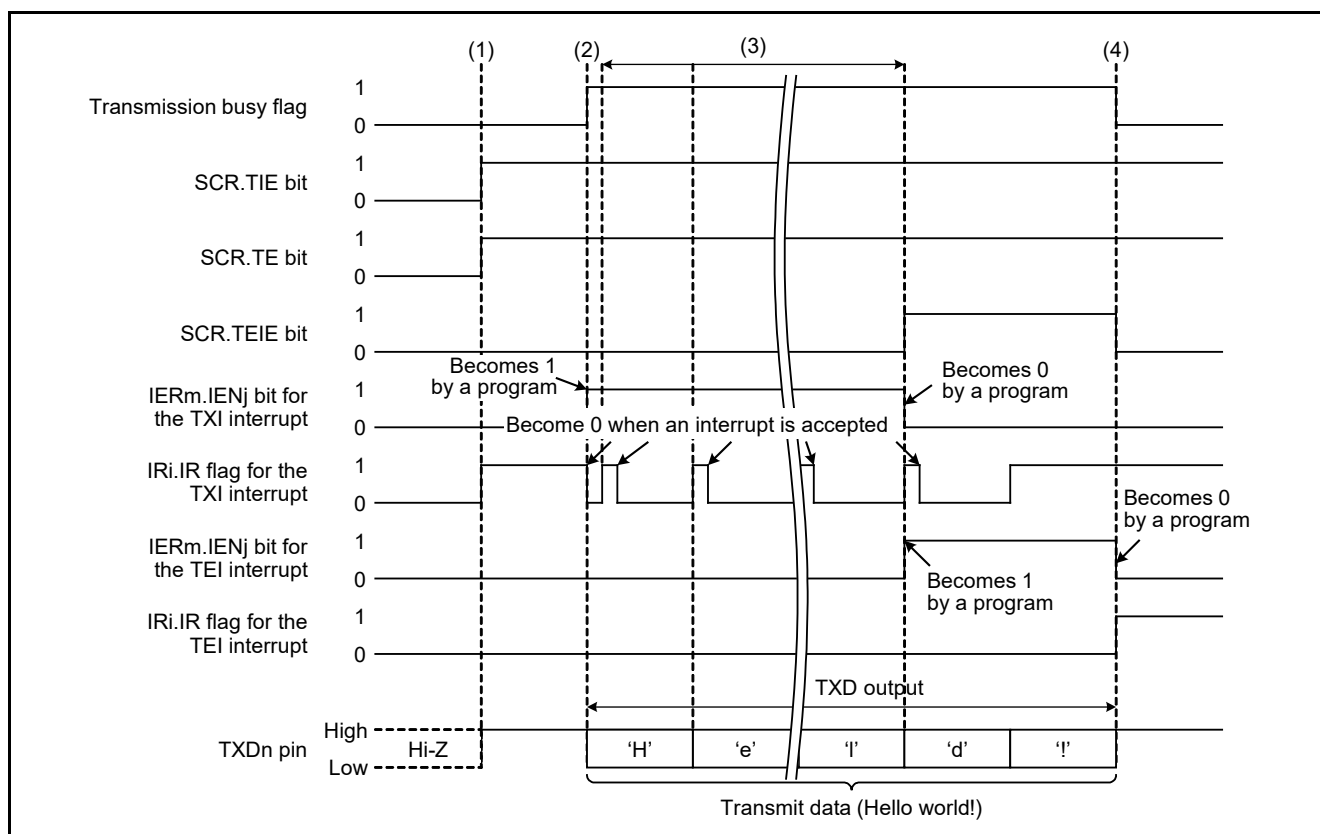 (1) (2) (3) (4)
Transmission busy flag
1
0
SCR.TIE bit
1
0
SCR.TE bit
1
0
SCR.TEIE bit
1
0
Becomes 1
by a program
Becomes 0
by a program
IERm.IENj bit for
the TXI interrupt
1
0
Become 0 when an interrupt is accepted
IRi.IR flag for the
TXI interrupt
1
0
Becomes 0
by a program
IERm.IENj bit for
the TEI interrupt
1
0
Becomes 1
by a program
IRi.IR flag for the
TEI interrupt
1
0
TXD output
TXDn pin
High
Low
Hi-Z
‘H’ ‘e’ ‘l’ ‘d’ ‘!’
Transmit data (Hello world!)